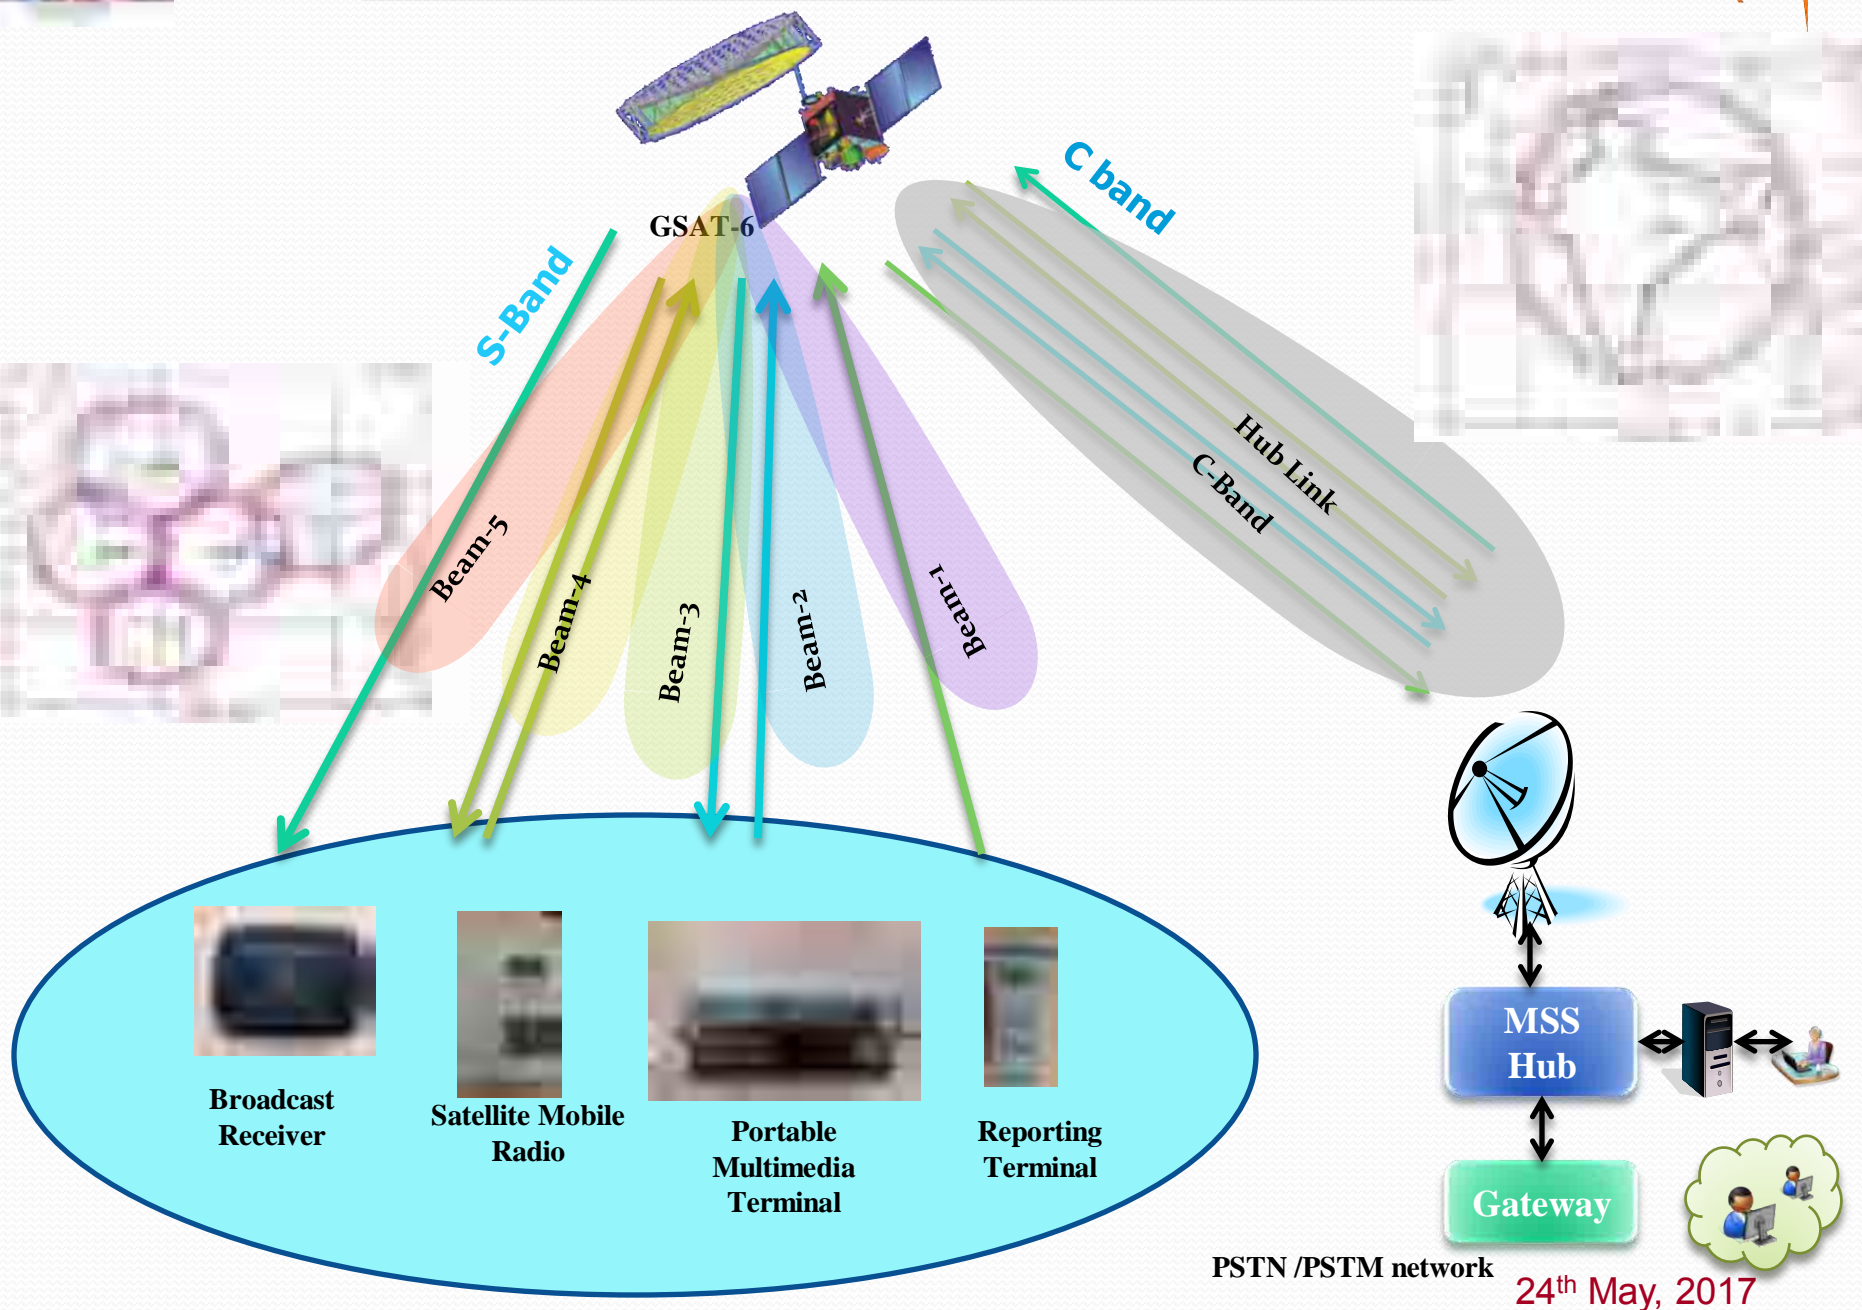 C band
GSAT-6
S-Band
Hub Link
C-Band
Beam-5
Beam-4
Beam-3
Beam-2
Beam-1
MSS
Hub
Broadcast
Receiver
Satellite Mobile
Radio
Portable
Multimedia
Terminal
Reporting
Terminal
Gateway
PSTN /PSTM network
24th May, 2017